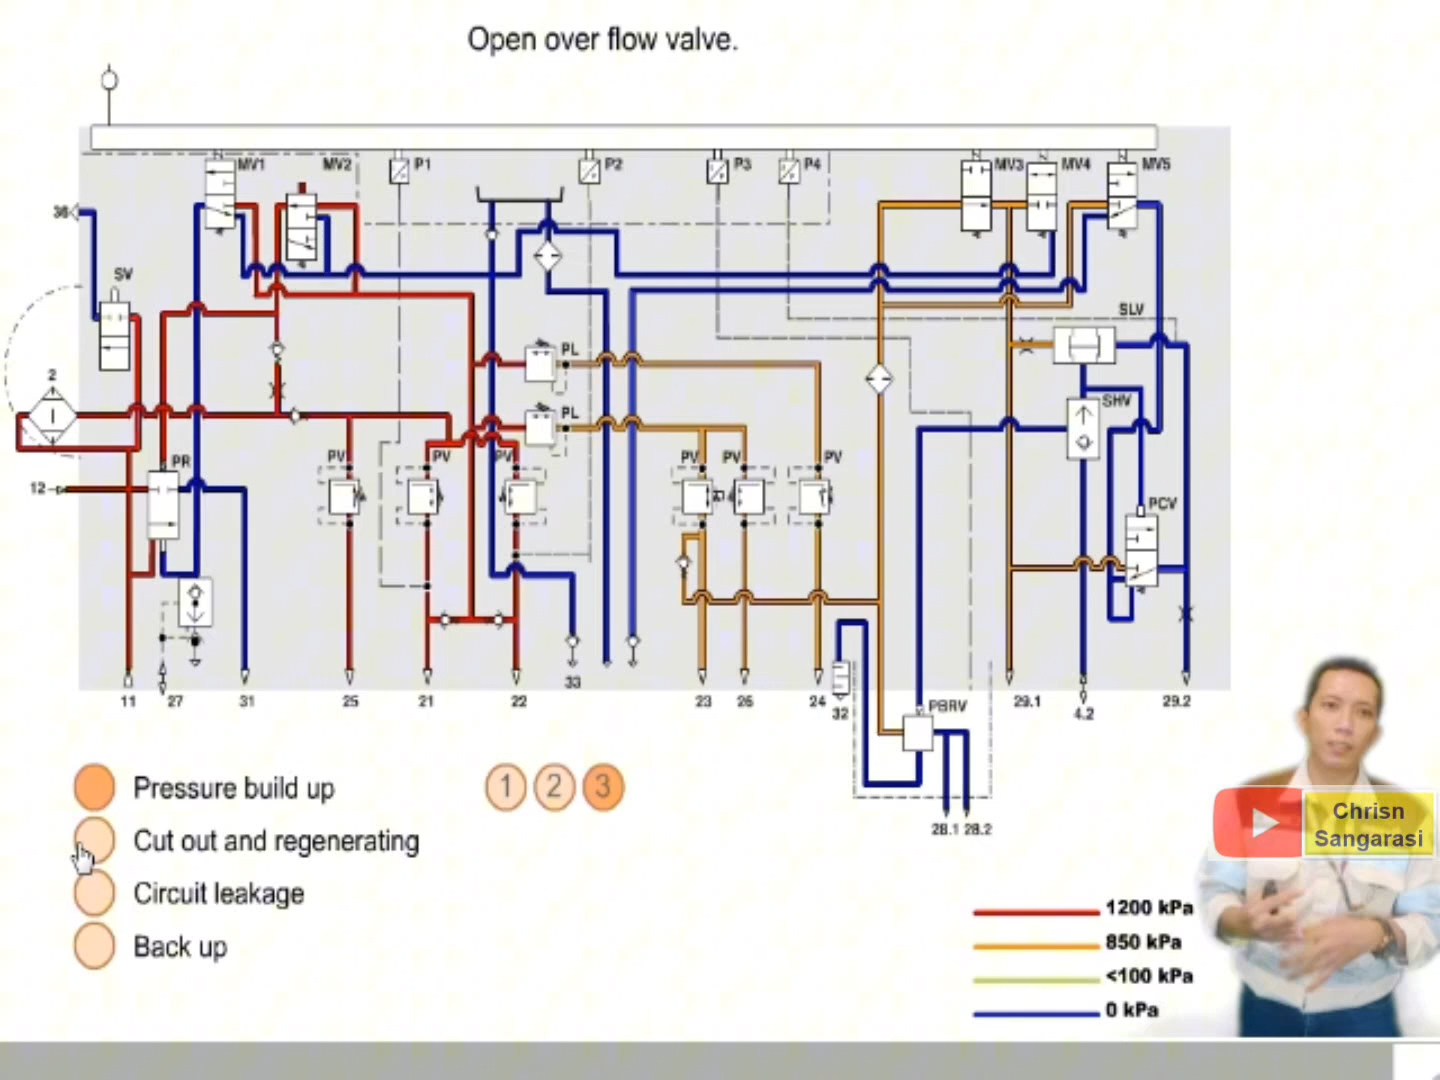 Open over flow valve.
MV1
MV2
P1
P2
P3
P4
MV3
MV4
MV5
36
SV
SLV
2
PL
SHV
PL
PR
PV
PV
PV
PV
PV
PV
12
PCV
11
27
31
25
21
22
33
23
26
24
32
PBRV
29.1
4.2
29.2
28.1
28.2
Pressure build up
1
2
3
Cut out and regenerating
Circuit leakage
Back up
1200 kPa
850 kPa
<100 kPa
0 kPa
Chrisn
Sangarasi